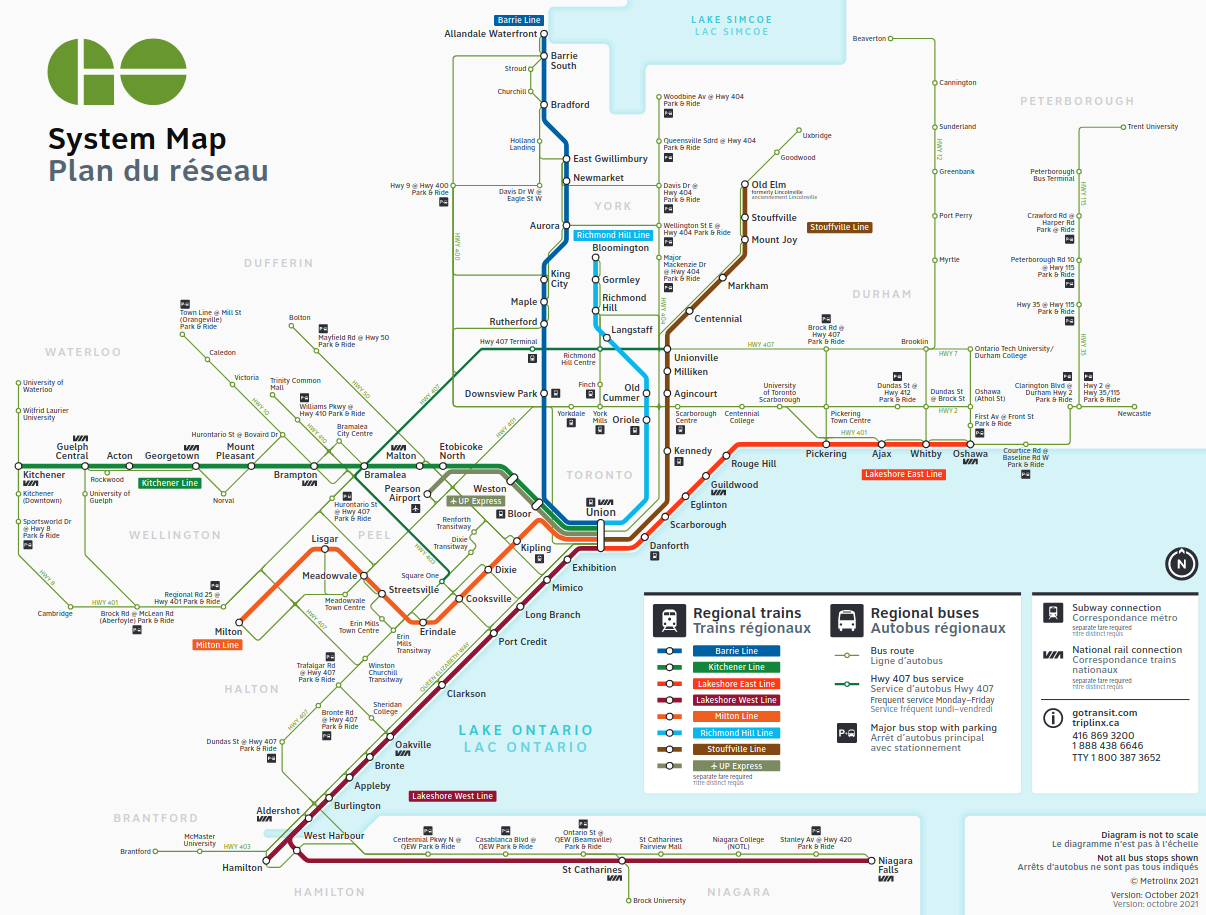 GO
System Map
Plan du réseau
Barrie Line
Allandale Waterfront
Barrie
South
Stroud
Churchill
Bradford
Holland
Landing
East Gwillimbury
Newmarket
Hwy 9 @ Hwy 400
Park & Ride
Davis Dr W @
Eagle St W
Aurora
HWY 400
King
City
Maple
Rutherford
Hwy 407 Terminal
Downsview Park
LAKE SIMCOE
LAC SIMCOE
Woodbine Av @ Hwy 404
Park & Ride
Queensville Sdrd @ Hwy 404
Park & Ride
Davis Dr @
Hwy 404
Park & Ride
Wellington St E @
Hwy 404 Park & Ride
Major
Mackenzie Dr
@ Hwy 404
Park & Ride
HWY 404
YORK
Richmond Hill Line
Bloomington
Gormley
Richmond
Hill
Langstaff
Richmond
Hill Centre
Finch
Old
Cummer
Oriole
Yorkdale
York
Mills
Uxbridge
Goodwood
Old Elm
formerly Lincolnville
anciennement Lincolnville
Stouffville
Mount Joy
Stouffville Line
Markham
Centennial
Unionville
Milliken
Agincourt
Scarborough
Centre
Centennial
College
University
of Toronto
Scarborough
Kennedy
Beaverton
Cannington
Sunderland
HWY 12
Greenbank
Port Perry
Myrtle
DURHAM
PETERBOROUGH
Trent University
Peterborough
Bus Terminal
HWY 115
Crawford Rd @
Harper Rd
Park @ Ride
Peterborough Rd 10
@ Hwy 115
Park & Ride
Hwy 35 @ Hwy 115
Park & Ride
HWY 35
HWY 407
Brock Rd @
Hwy 407
Park & Ride
Brooklin
HWY 7
Ontario Tech University/
Durham College
Dundas St @
Hwy 412
Park & Ride
Dundas St
@ Brock St
Oshawa
(Athol St)
HWY 2
Clarington Blvd @
Durham Hwy 2
Park & Ride
Hwy 2 @
Hwy 35/115
Park & Ride
Newcastle
Pickering
Town Centre
HWY 401
First Av @ Front St
Park & Ride
Courtice Rd @
Baseline Rd W
Park & Ride
Pickering
Ajax
Whitby
Oshawa
Lakeshore East Line
Rouge Hill
Guildwood
Eglinton
Scarborough
Danforth
DUFFERIN
WATERLOO
Town Line @ Mill St
(Orangeville)
Park & Ride
Caledon
Victoria
HWY 10
Bolton
Mayfield Rd @ Hwy 50
Park & Ride
HWY 50
Trinity Common
Mall
Williams Pkwy @
Hwy 410 Park & Ride
HWY 410
Hurontario St @ Bovaird Dr
Bramalea
City Centre
HWY 407
HWY 401
University of
Waterloo
Wilfrid Laurier
University
Guelph
Central
Acton
Georgetown
Mount
Pleasant
Malton
Etobicoke
North
Kitchener
Rockwood
Kitchener Line
Norval
Brampton
Bramalea
Kitchener
(Downtown)
University of
Guelph
Sportsworld Dr
@ Hwy 8
Park & Ride
HWY 8
Cambridge
HWY 401
Brock Rd @ McLean Rd
(Aberfoyle) Park & Ride
WELLINGTON
Regional Rd 25 @
Hwy 401 Park & Ride
Milton
Milton Line
Hurontario St
@ Hwy 407
Park & Ride
PEEL
Pearson
Airport
Weston
UP Express
Bloor
TORONTO
Union
Renforth
Transitway
Dixie
Transitway
Kipling
HWY 403
Square One
Lisgar
Meadowvale
Streetsville
Meadowvale
Town Centre
Erin Mills
Town Centre
HWY 407
Erin
Mills
Transitway
Erindale
Cooksville
Dixie
Exhibition
Mimico
Long Branch
Port Credit
QUEEN ELIZABETH WAY
Clarkson
Trafalgar Rd
@ Hwy 407
Park & Ride
Winston
Churchill
Transitway
HALTON
HWY 407
Bronte Rd
@ Hwy 407
Park & Ride
Sheridan
College
Dundas St @ Hwy 407
Park & Ride
Oakville
Bronte
Appleby
Burlington
Lakeshore West Line
LAKE ONTARIO
LAC ONTARIO
BRANTFORD
Aldershot
West Harbour
McMaster
University
Brantford
HWY 403
Hamilton
HAMILTON
Centennial Pkwy N @
QEW Park & Ride
Casablanca Blvd @
QEW Park & Ride
Ontario St @
QEW (Beamsville)
Park & Ride
St Catharines
Fairview Mall
Niagara College
(NOTL)
Stanley Av @ Hwy 420
Park & Ride
St Catharines
Brock University
Niagara
Falls
NIAGARA
N
Regional trains
Trains régionaux
Barrie Line
Kitchener Line
Lakeshore East Line
Lakeshore West Line
Milton Line
Richmond Hill Line
Stouffville Line
UP Express
separate fare required
titre distinct requis
Regional buses
Autobus régionaux
Bus route
Ligne d'autobus
Hwy 407 bus service
Service d'autobus Hwy 407
Frequent service Monday–Friday
Service fréquent lundi–vendredi
Major bus stop with parking
Arrêt d'autobus principal
avec stationnement
Subway connection
Correspondance métro
separate fare required
titre distinct requis
National rail connection
Correspondance trains
nationaux
separate fare required
titre distinct requis
gotransit.com
triplinx.ca
416 869 3200
1 888 438 6646
TTY 1 800 387 3652
Diagram is not to scale
Le diagramme n'est pas à l'échelle
Not all bus stops shown
Arrêts d'autobus ne sont pas tous indiqués
© Metrolinx 2021
Version: October 2021
Version: octobre 2021